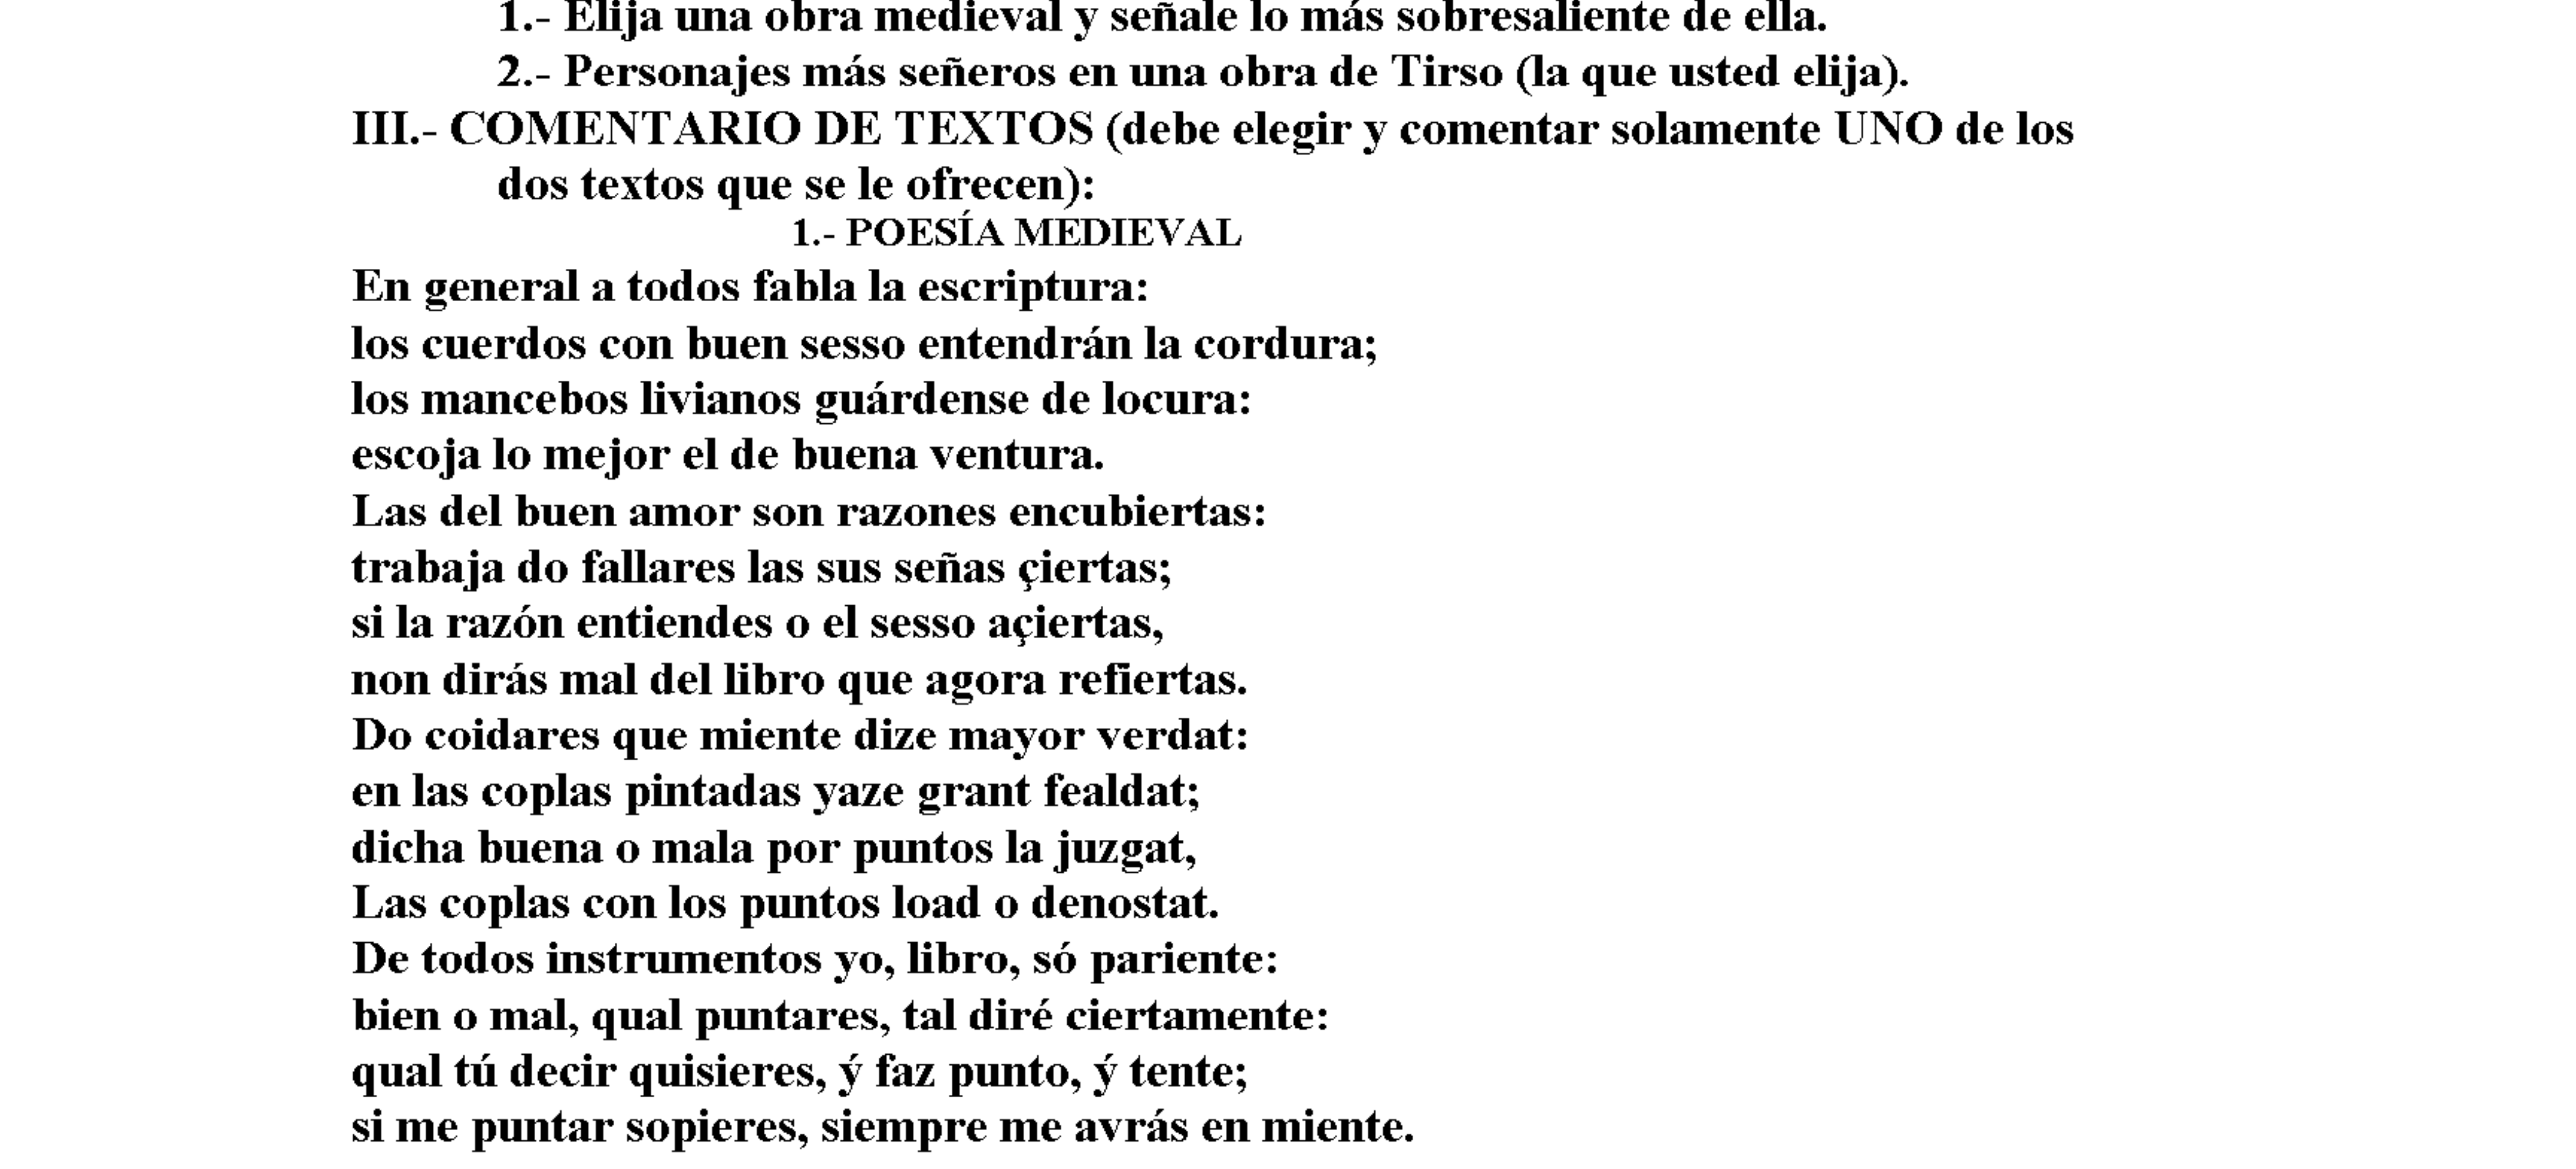 1.- Elija una obra medieval y señale lo más sobresaliente de ella.
2.- Personajes más señeros en una obra de Tirso (la que usted elija).
III.- COMENTARIO DE TEXTOS (debe elegir y comentar solamente UNO de los
dos textos que se le ofrecen):
1.- POESÍA MEDIEVAL
En general a todos fabla la escriptura:
los cuerdos con buen sesso entendrán la cordura;
los mancebos livianos guárdense de locura:
escoja lo mejor el de buena ventura.
Las del buen amor son razones encubiertas:
trabaja do fallares las sus señas çiertas;
si la razón entiendes o el sesso açiertas,
non dirás mal del libro que agora refiertas.
Do coidares que miente dize mayor verdat:
en las coplas pintadas yaze grant fealdat;
dicha buena o mala por puntos la juzgat,
Las coplas con los puntos load o denostat.
De todos instrumentos yo, libro, só pariente:
bien o mal, qual puntares, tal diré ciertamente:
qual tú decir quisieres, ý faz punto, ý tente;
si me puntar sopieres, siempre me avrás en miente.